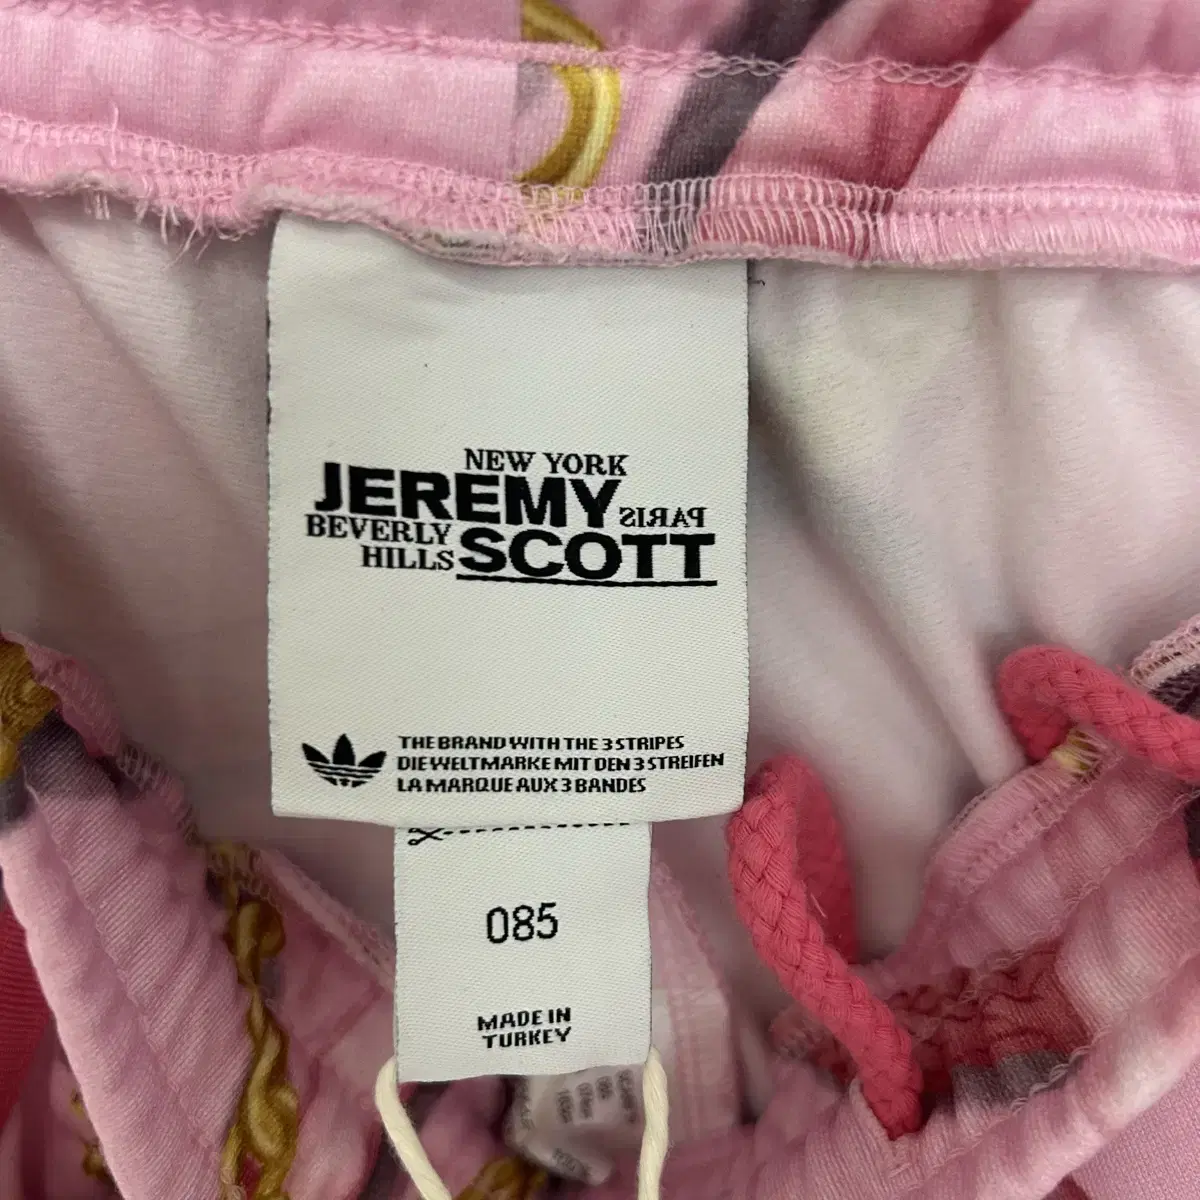 NEW YORK
JEREMY
PARIS
BEVERLY
HILLS
SCOTT
THE BRAND WITH THE 3 STRIPES
DIE WELTMARKE MIT DEN 3 STREIFEN
LA MARQUE AUX 3 BANDES
085
MADE IN
TURKEY